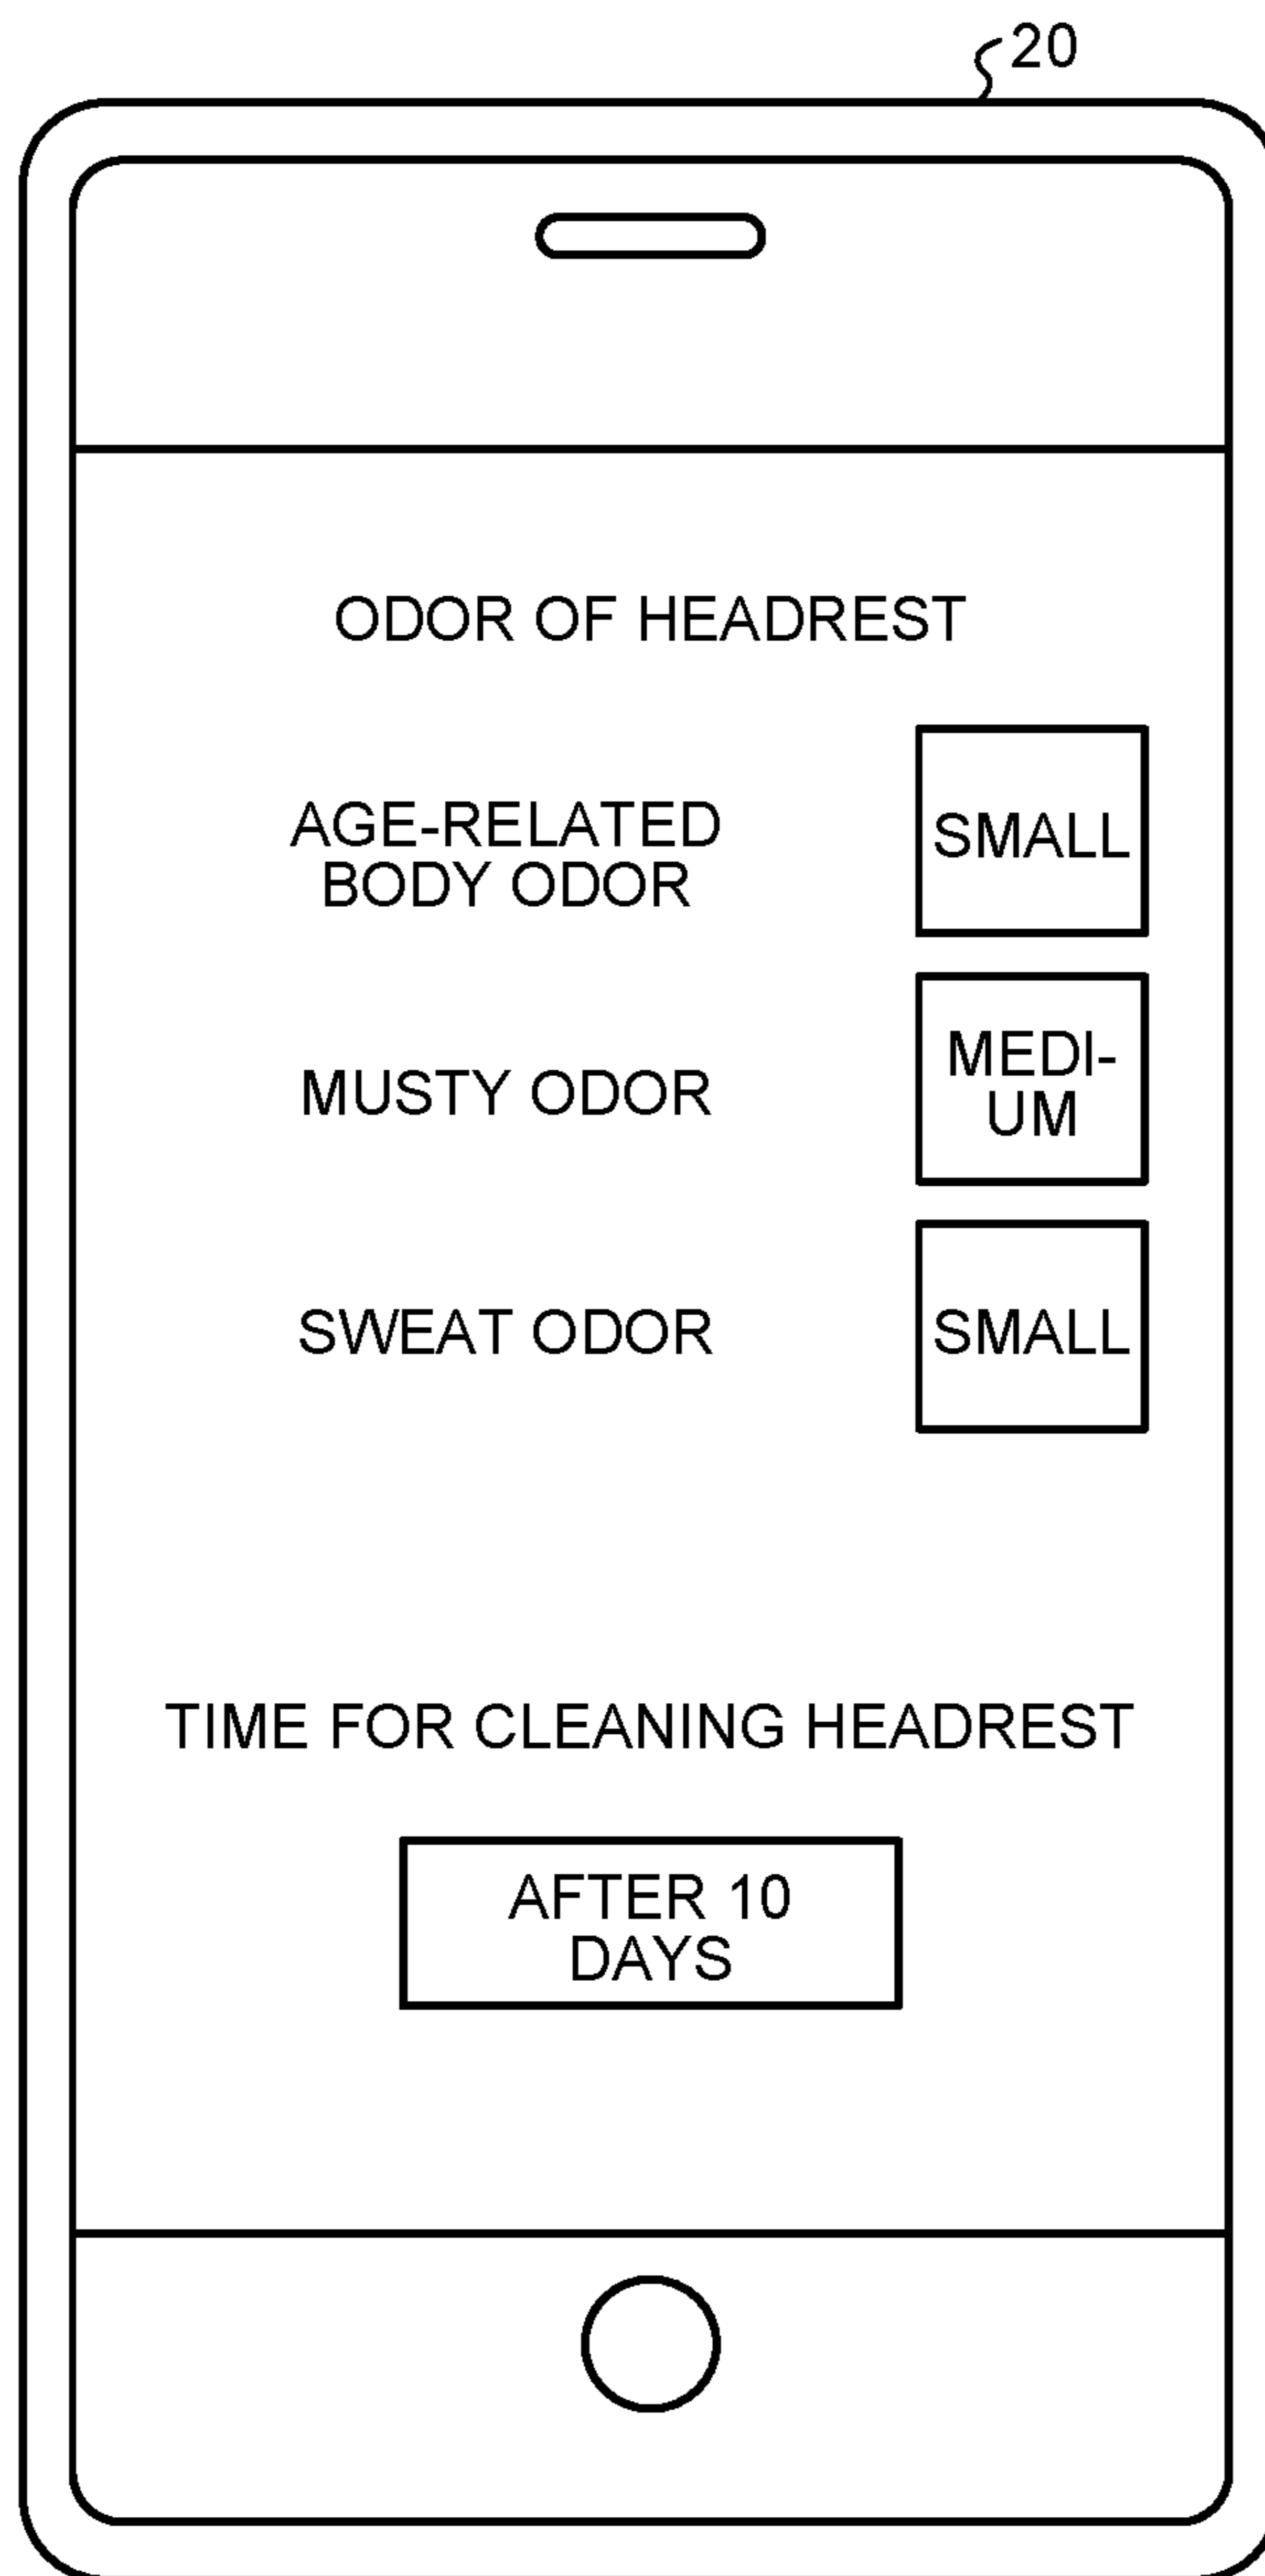 20
ODOR OF HEADREST
AGE-RELATED
BODY ODOR
SMALL
MUSTY ODOR
MEDI-
UM
SWEAT ODOR
SMALL
TIME FOR CLEANING HEADREST
AFTER 10
DAYS